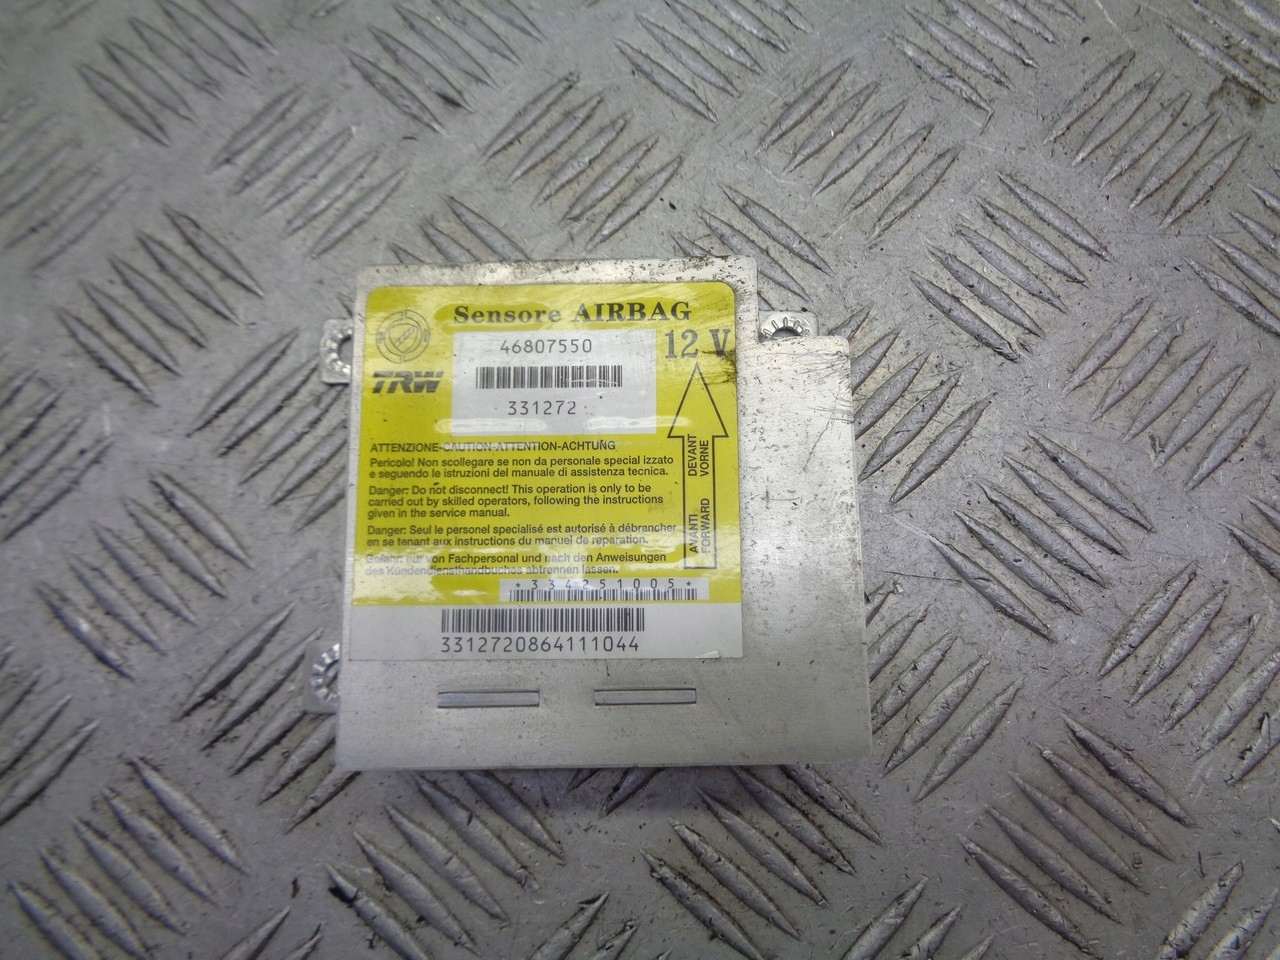 Sensore AIRBAG
12 V
TRW
46807550
331272
ATTENZIONE-CAUTION-ATTENTION-ACHTUNG
Pericolo! Non scollegare se non da personale special izzato
e seguendo le istruzioni del manuale di assistenza tecnica.
Danger: Do not disconnect! This operation is only to be
carried out by skilled operators, following the instructions
given in the service manual.
Danger: Seul le personel specialisé est autorisé à débrancher
en se tenant aux instructions du manuel de reparation.
Gefahr: nur von Fachpersonal und nach den Anweisungen
des Kundendiensthandbuches abtrennen lassen.
AVANTI DEVANT
FORWARD VORNE
*334251005*
3312720864111044